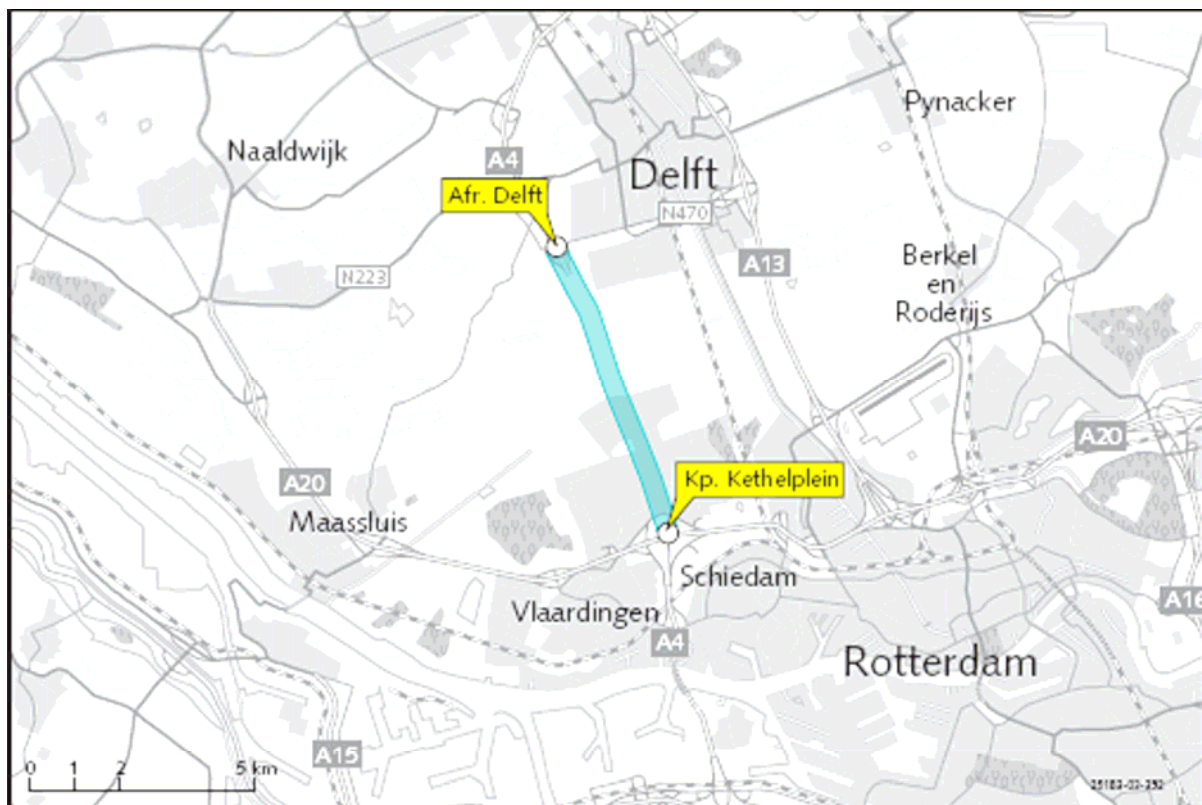 Pynacker
Naaldwijk
A4
Delft
Afr. Delft
N470
A13
Berkel
en
Roderijs
N223
A20
Kp. Kethelplein
A20
Maassluis
Schiedam
Vlaardingen
A16
A4
Rotterdam
A15
0 1 2 5 km